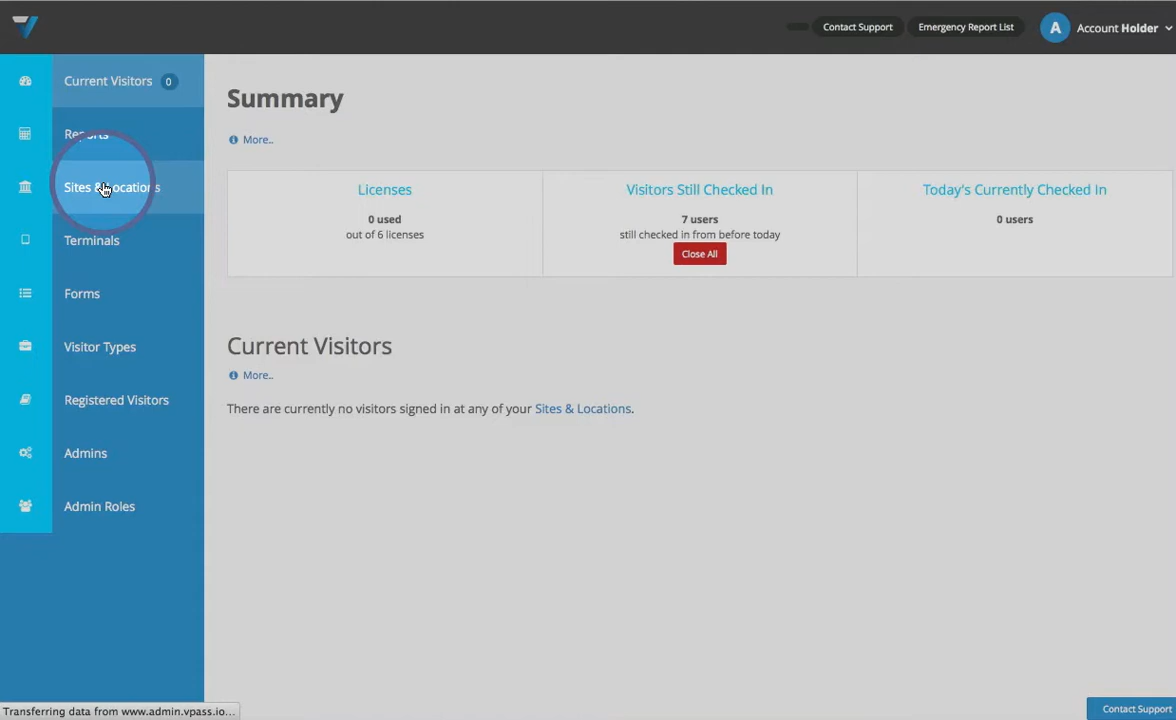 Contact Support
Emergency Report List
A
Account Holder
Current Visitors 0
Reports
Sites & Locations
Terminals
Forms
Visitor Types
Registered Visitors
Admins
Admin Roles
Summary
More..
Licenses
0 used
out of 6 licenses
Visitors Still Checked In
7 users
still checked in from before today
Close All
Today's Currently Checked In
0 users
Current Visitors
More..
There are currently no visitors signed in at any of your Sites & Locations.
Transferring data from www.admin.vpass.io...
Contact Support